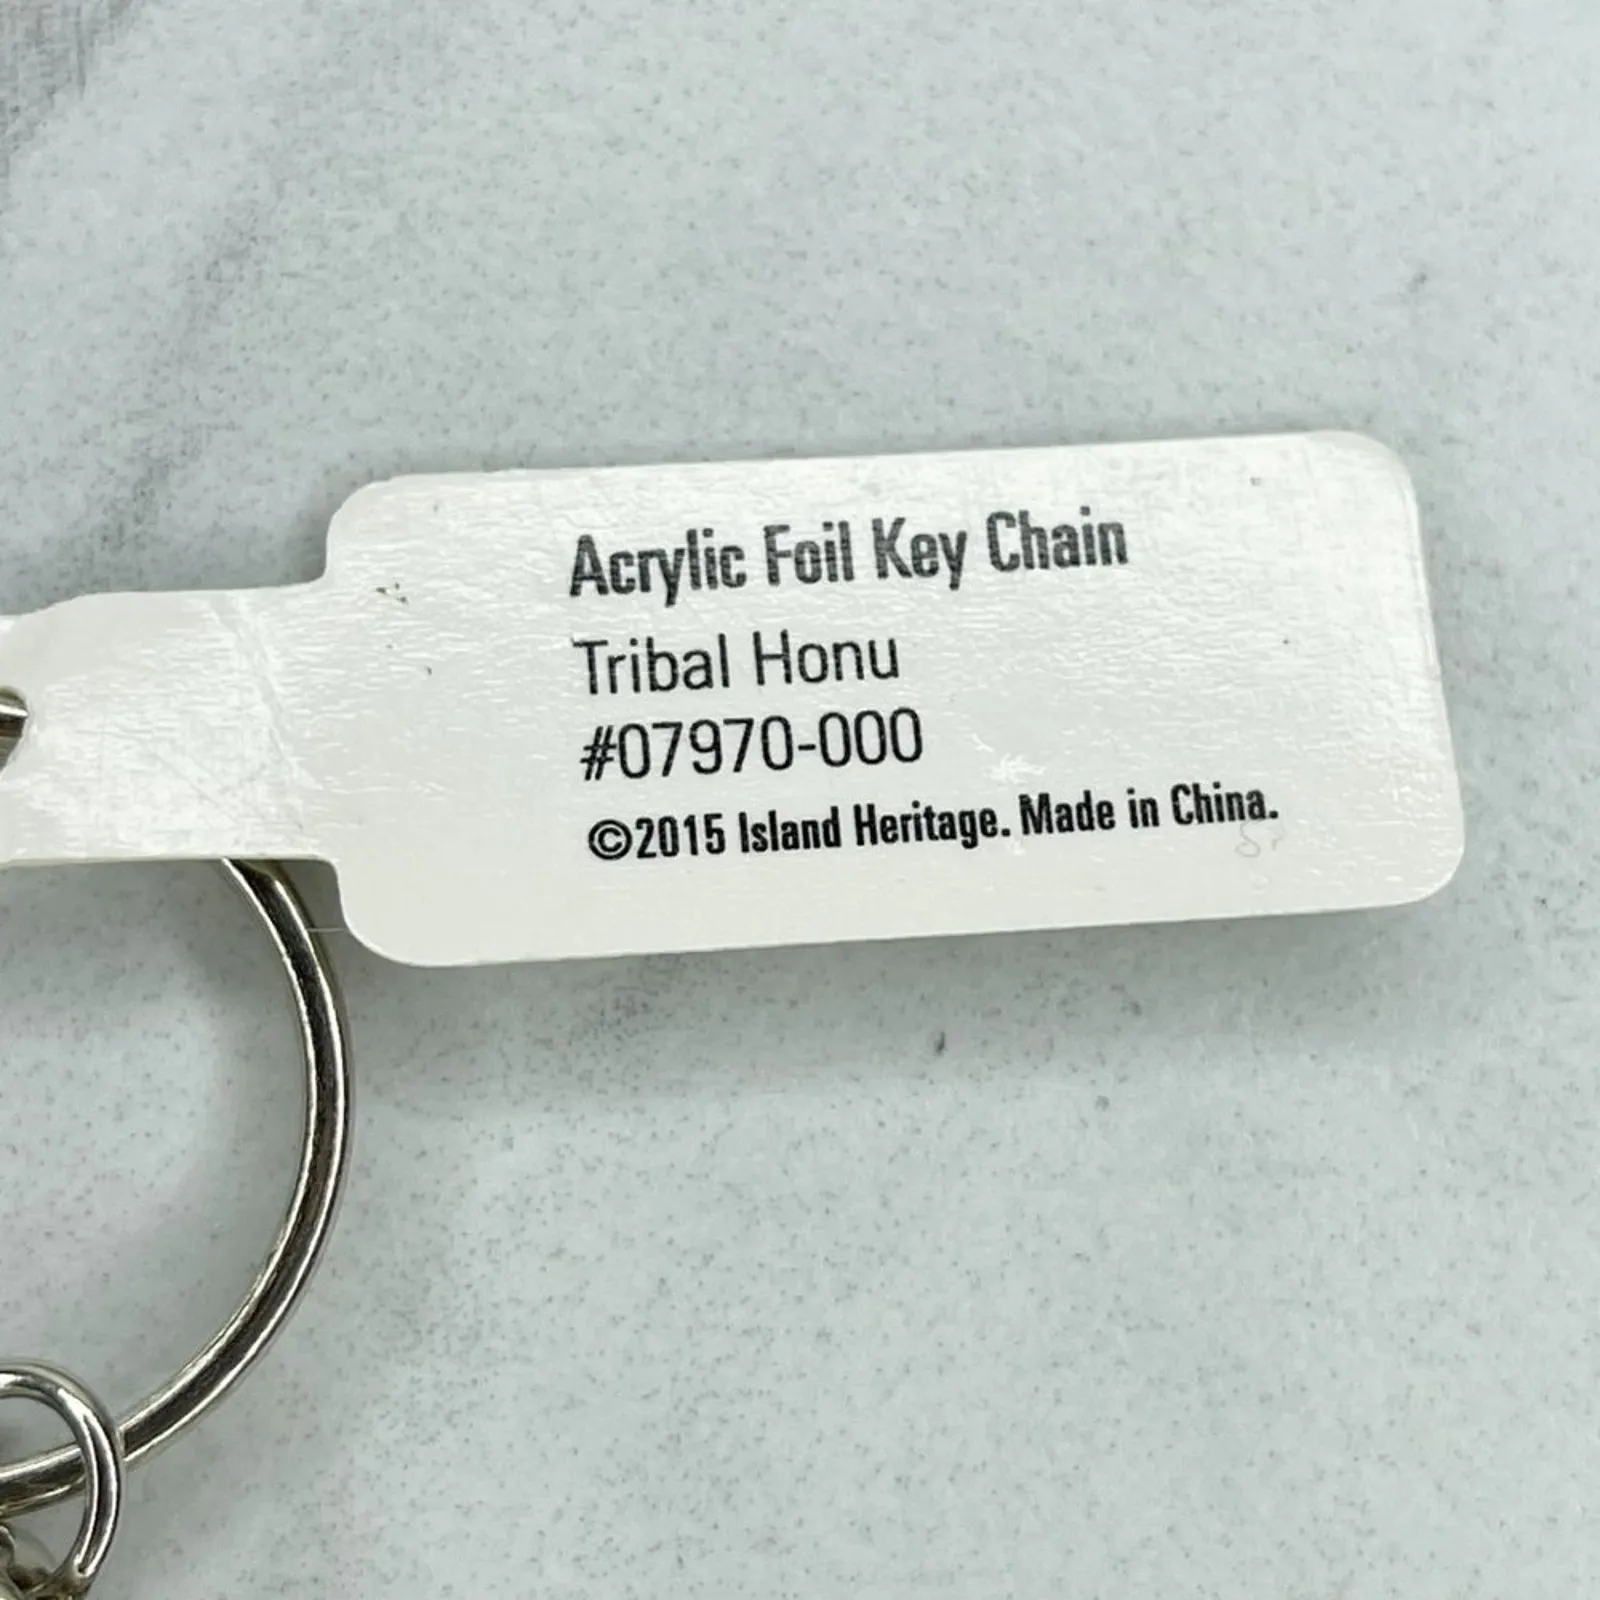 Acrylic Foil Key Chain
Tribal Honu
#07970-000
©2015 Island Heritage. Made in China.